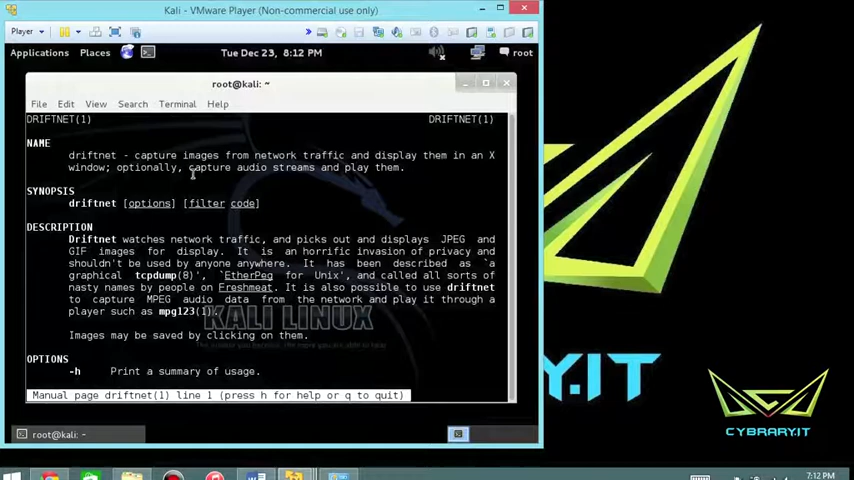 Kali - VMware Player (Non-commercial use only)
Player
Applications Places Tue Dec 23, 8:12 PM root
root@kali: ~
File Edit View Search Terminal Help
DRIFTNET(1) DRIFTNET(1)
NAME
driftnet - capture images from network traffic and display them in an X
window; optionally, capture audio streams and play them.
SYNOPSIS
driftnet [options] [filter code]
DESCRIPTION
Driftnet watches network traffic, and picks out and displays JPEG and
GIF images for display. It is an horrific invasion of privacy and
shouldn't be used by anyone anywhere. It has been described as `a
graphical tcpdump(8)', `EtherPeg for Unix', and called all sorts of
nasty names by people on Freshmeat. It is also possible to use driftnet
to capture MPEG audio data from the network and play it through a
player such as mpg123(1).
KALI LINUX
Images may be saved by clicking on them.
OPTIONS
-h Print a summary of usage.
Manual page driftnet(1) line 1 (press h for help or q to quit)
root@kali: ~
Y.IT
CYBRARY.IT
7:12 PM